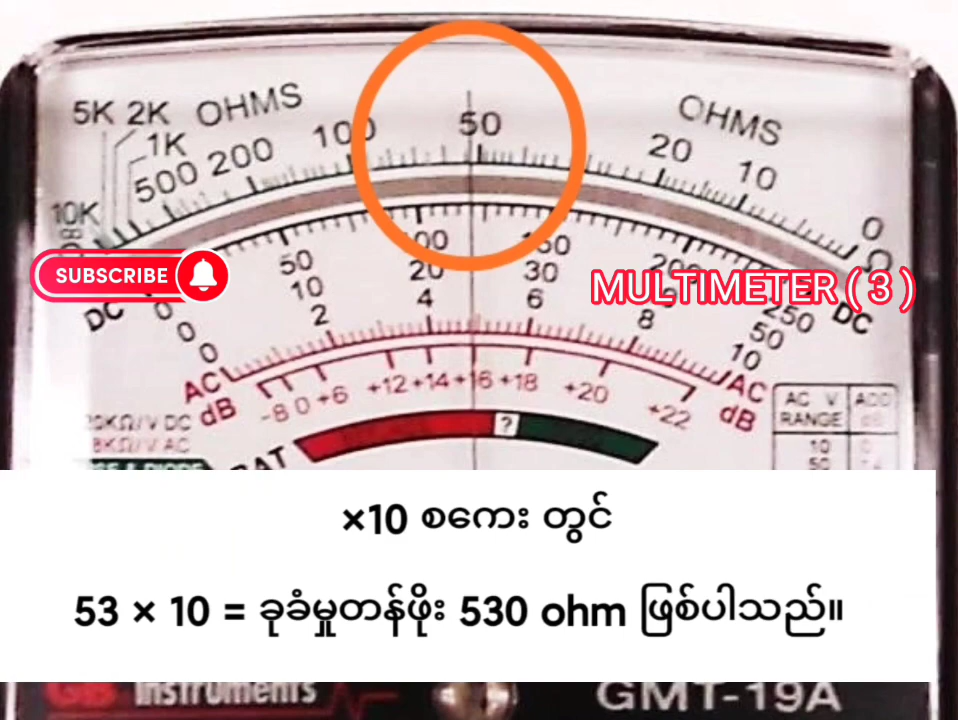 5K 2K OHMS 50 OHMS
1K 100 20
500 200 10
10K 0
SUBSCRIBE
MULTIMETER ( 3 )
50 200
10 20 30 250
DC 0 2 4 6 8 50 DC
0 10
0
AC AC
dB -8 0 +6 +12 +14 +16 +18 +20 +22 dB
?
AC V
RANGE
10
50
×10 စကေး တွင်
53 × 10 = ခုခံမှုတန်ဖိုး 530 ohm ဖြစ်ပါသည်။
GB Instruments GMT-19A